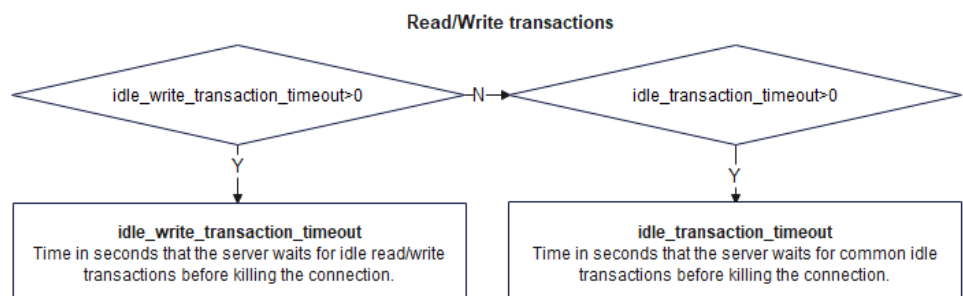 Read/Write transactions
idle_write_transaction_timeout>0
N
idle_transaction_timeout>0
Y
Y
idle_write_transaction_timeout
Time in seconds that the server waits for idle read/write
transactions before killing the connection.
idle_transaction_timeout
Time in seconds that the server waits for common idle
transactions before killing the connection.